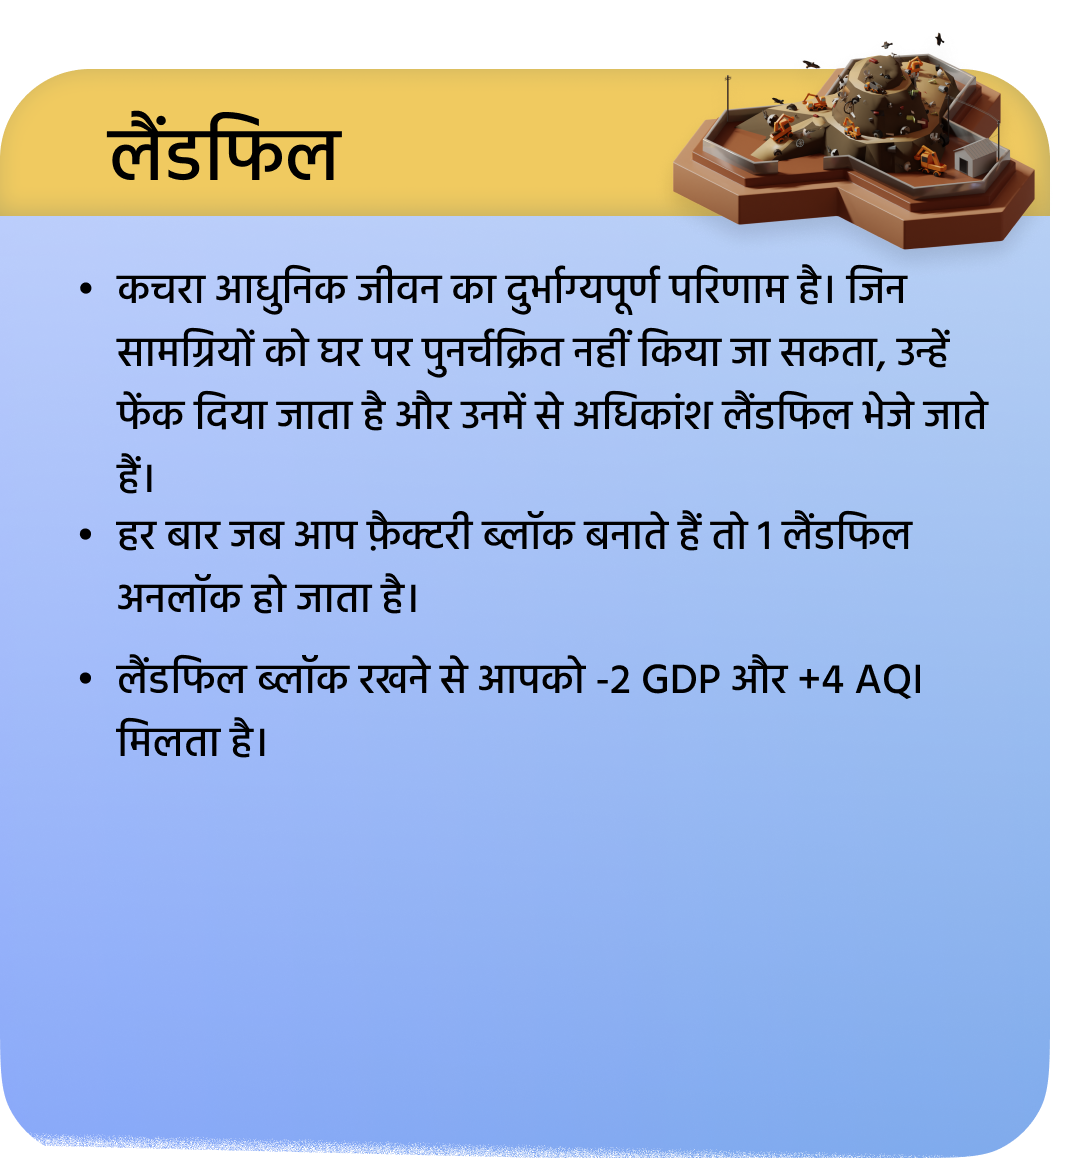 लैंडफिल
• कचरा आधुनिक जीवन का दुर्भाग्यपूर्ण परिणाम है। जिन
सामग्रियों को घर पर पुनर्चक्रित नहीं किया जा सकता, उन्हें
फेंक दिया जाता है और उनमें से अधिकांश लैंडफिल भेजे जाते
हैं।
• हर बार जब आप फ़ैक्टरी ब्लॉक बनाते हैं तो 1 लैंडफिल
अनलॉक हो जाता है।
• लैंडफिल ब्लॉक रखने से आपको -2 GDP और +4 AQI
मिलता है।